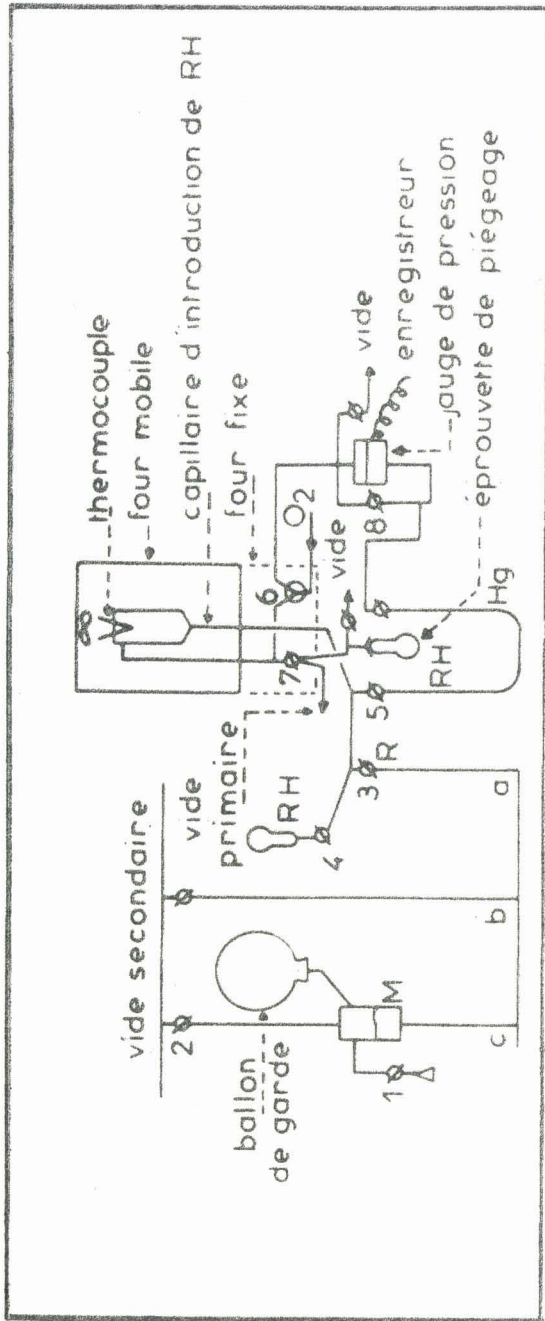 thermocouple
four mobile
capillaire d'introduction de RH
four fixe
O2
vide
enregistreur
jauge de pression
éprouvette de piégeage
vide secondaire
vide
primaire
ballon
de garde
RH
RH
Hg
R
M
1
2
3
4
5
6
7
8
a
b
c